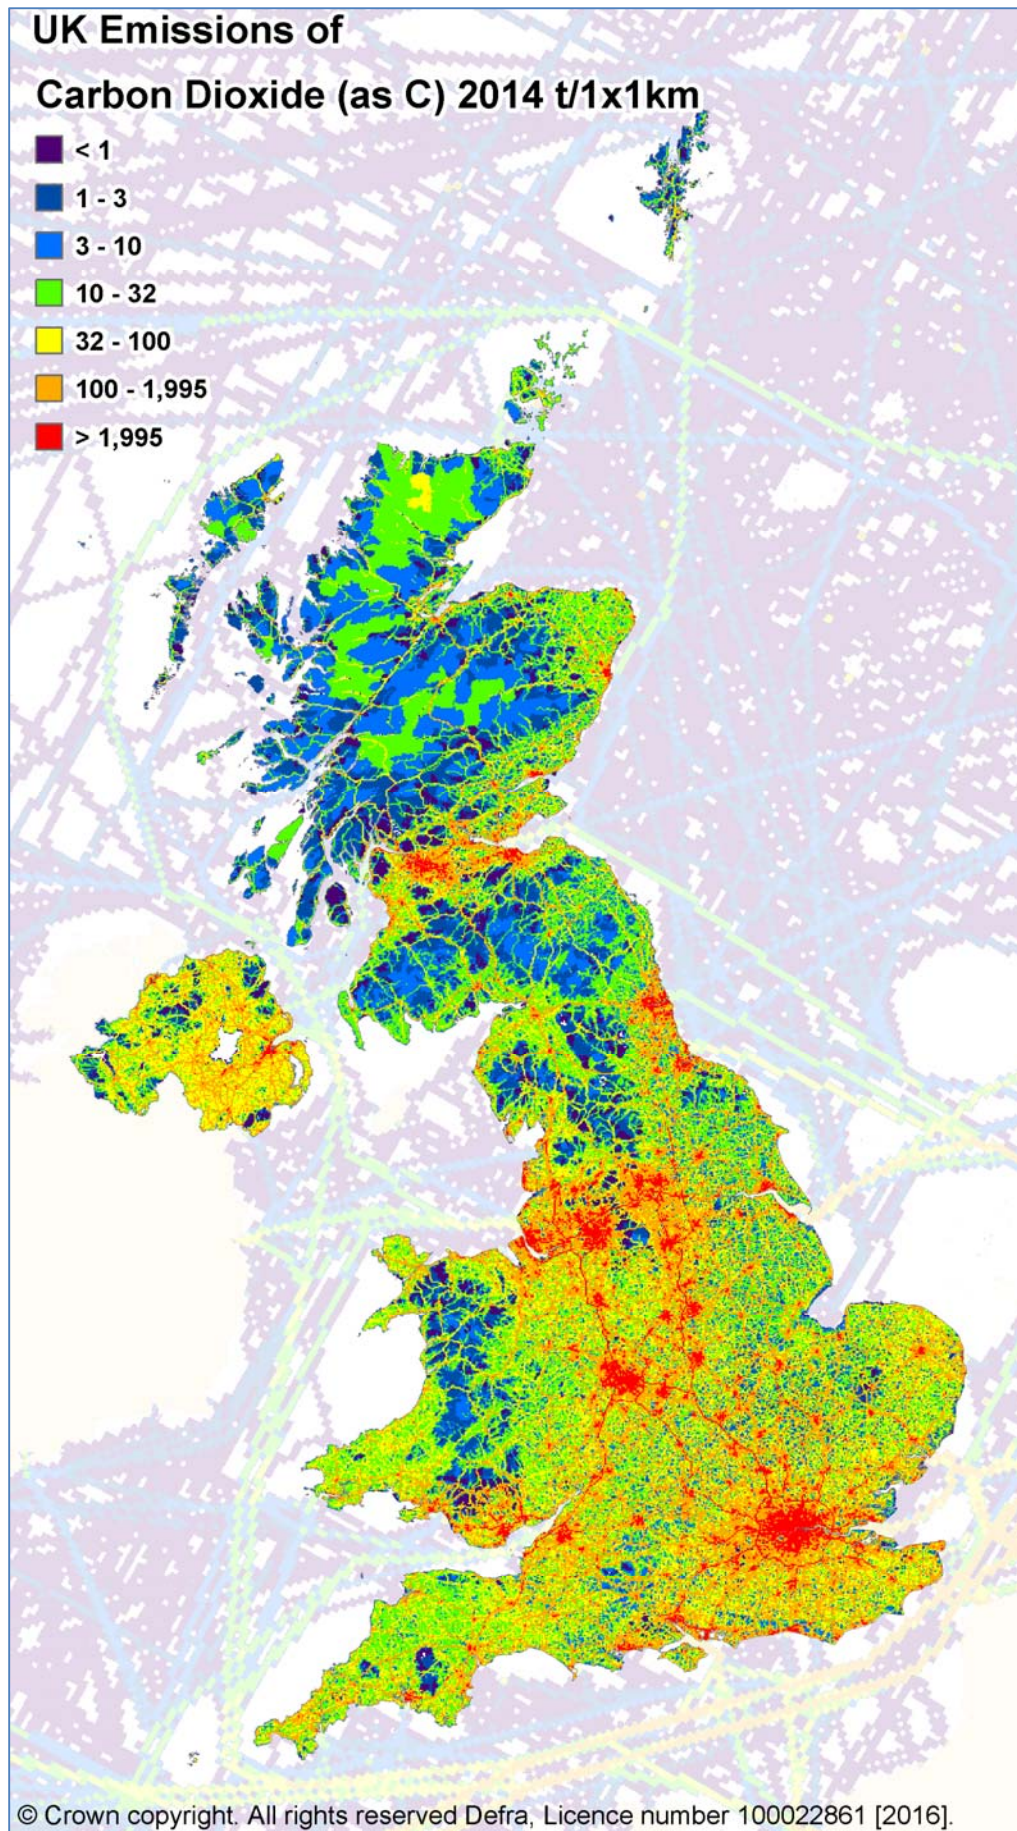 UK Emissions of
Carbon Dioxide (as C) 2014 t/1x1km
< 1
1 - 3
3 - 10
10 - 32
32 - 100
100 - 1,995
> 1,995
© Crown copyright. All rights reserved Defra, Licence number 100022861 [2016].